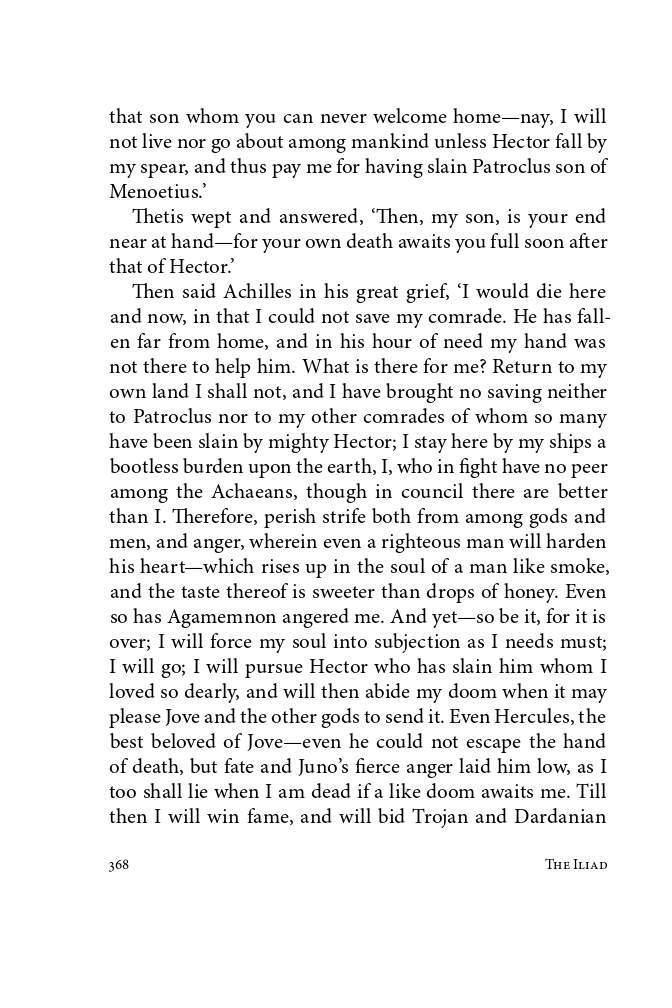 that son whom you can never welcome home—nay, I will
not live nor go about among mankind unless Hector fall by
my spear, and thus pay me for having slain Patroclus son of
Menoetius.’
Thetis wept and answered, ‘Then, my son, is your end
near at hand—for your own death awaits you full soon after
that of Hector.’
Then said Achilles in his great grief, ‘I would die here
and now, in that I could not save my comrade. He has fall-
en far from home, and in his hour of need my hand was
not there to help him. What is there for me? Return to my
own land I shall not, and I have brought no saving neither
to Patroclus nor to my other comrades of whom so many
have been slain by mighty Hector; I stay here by my ships a
bootless burden upon the earth, I, who in fight have no peer
among the Achaeans, though in council there are better
than I. Therefore, perish strife both from among gods and
men, and anger, wherein even a righteous man will harden
his heart—which rises up in the soul of a man like smoke,
and the taste thereof is sweeter than drops of honey. Even
so has Agamemnon angered me. And yet—so be it, for it is
over; I will force my soul into subjection as I needs must;
I will go; I will pursue Hector who has slain him whom I
loved so dearly, and will then abide my doom when it may
please Jove and the other gods to send it. Even Hercules, the
best beloved of Jove—even he could not escape the hand
of death, but fate and Juno’s fierce anger laid him low, as I
too shall lie when I am dead if a like doom awaits me. Till
then I will win fame, and will bid Trojan and Dardanian
368 The Iliad